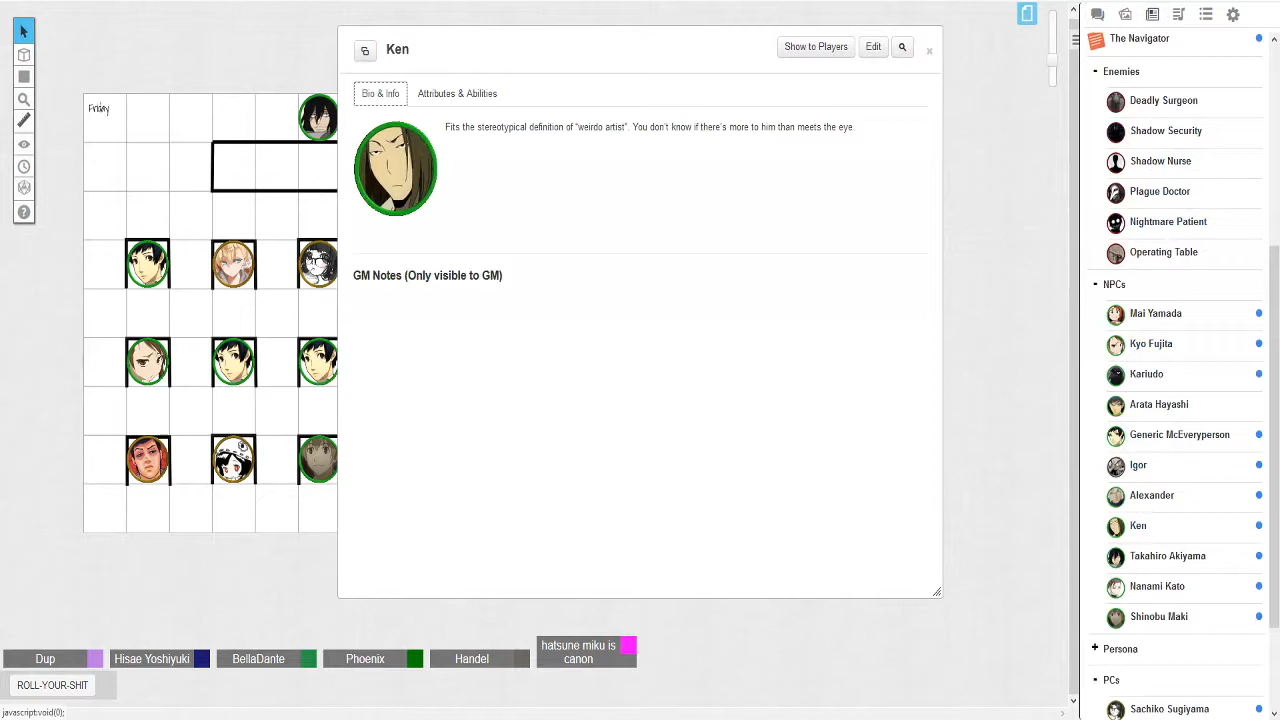 Ken
Show to Players
Edit
Bio & Info
Attributes & Abilities
Fits the stereotypical definition of "weirdo artist". You don't know if there's more to him than meets the eye.
GM Notes (Only visible to GM)
Friday
The Navigator
Enemies
Deadly Surgeon
Shadow Security
Shadow Nurse
Plague Doctor
Nightmare Patient
Operating Table
NPCs
Mai Yamada
Kyo Fujita
Kariudo
Arata Hayashi
Generic McEveryperson
Igor
Alexander
Ken
Takahiro Akiyama
Nanami Kato
Shinobu Maki
Persona
PCs
Sachiko Sugiyama
Dup
Hisae Yoshiyuki
BellaDante
Phoenix
Handel
hatsune miku is
canon
ROLL-YOUR-SHIT
javascript:void(0);